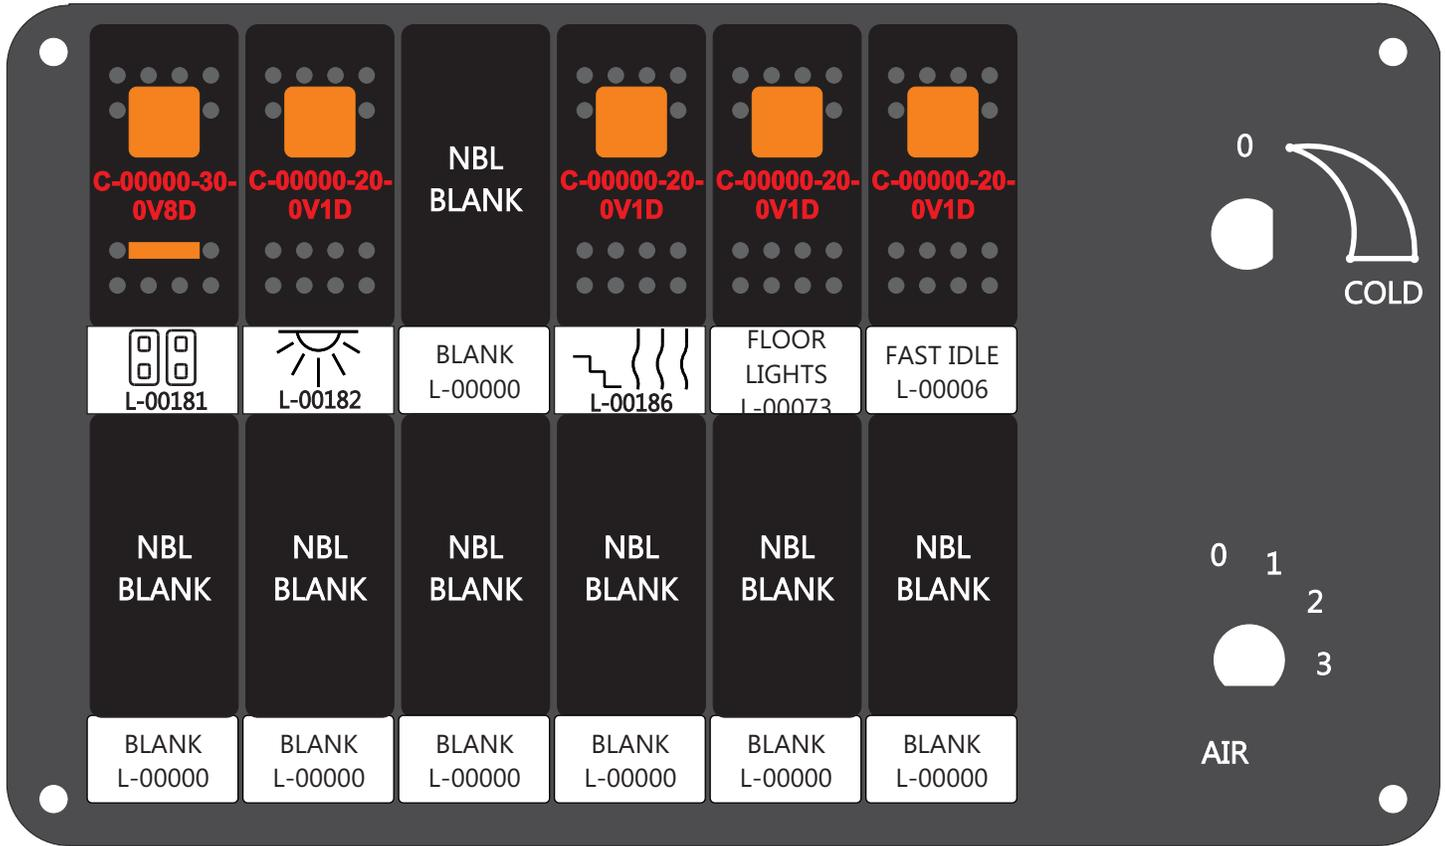 C-00000-30-
0V8D
C-00000-20-
0V1D
NBL
BLANK
C-00000-20-
0V1D
C-00000-20-
0V1D
C-00000-20-
0V1D
0
COLD
L-00181
L-00182
BLANK
L-00000
L-00186
FLOOR
LIGHTS
L-00073
FAST IDLE
L-00006
NBL
BLANK
NBL
BLANK
NBL
BLANK
NBL
BLANK
NBL
BLANK
NBL
BLANK
0
1
2
3
AIR
BLANK
L-00000
BLANK
L-00000
BLANK
L-00000
BLANK
L-00000
BLANK
L-00000
BLANK
L-00000